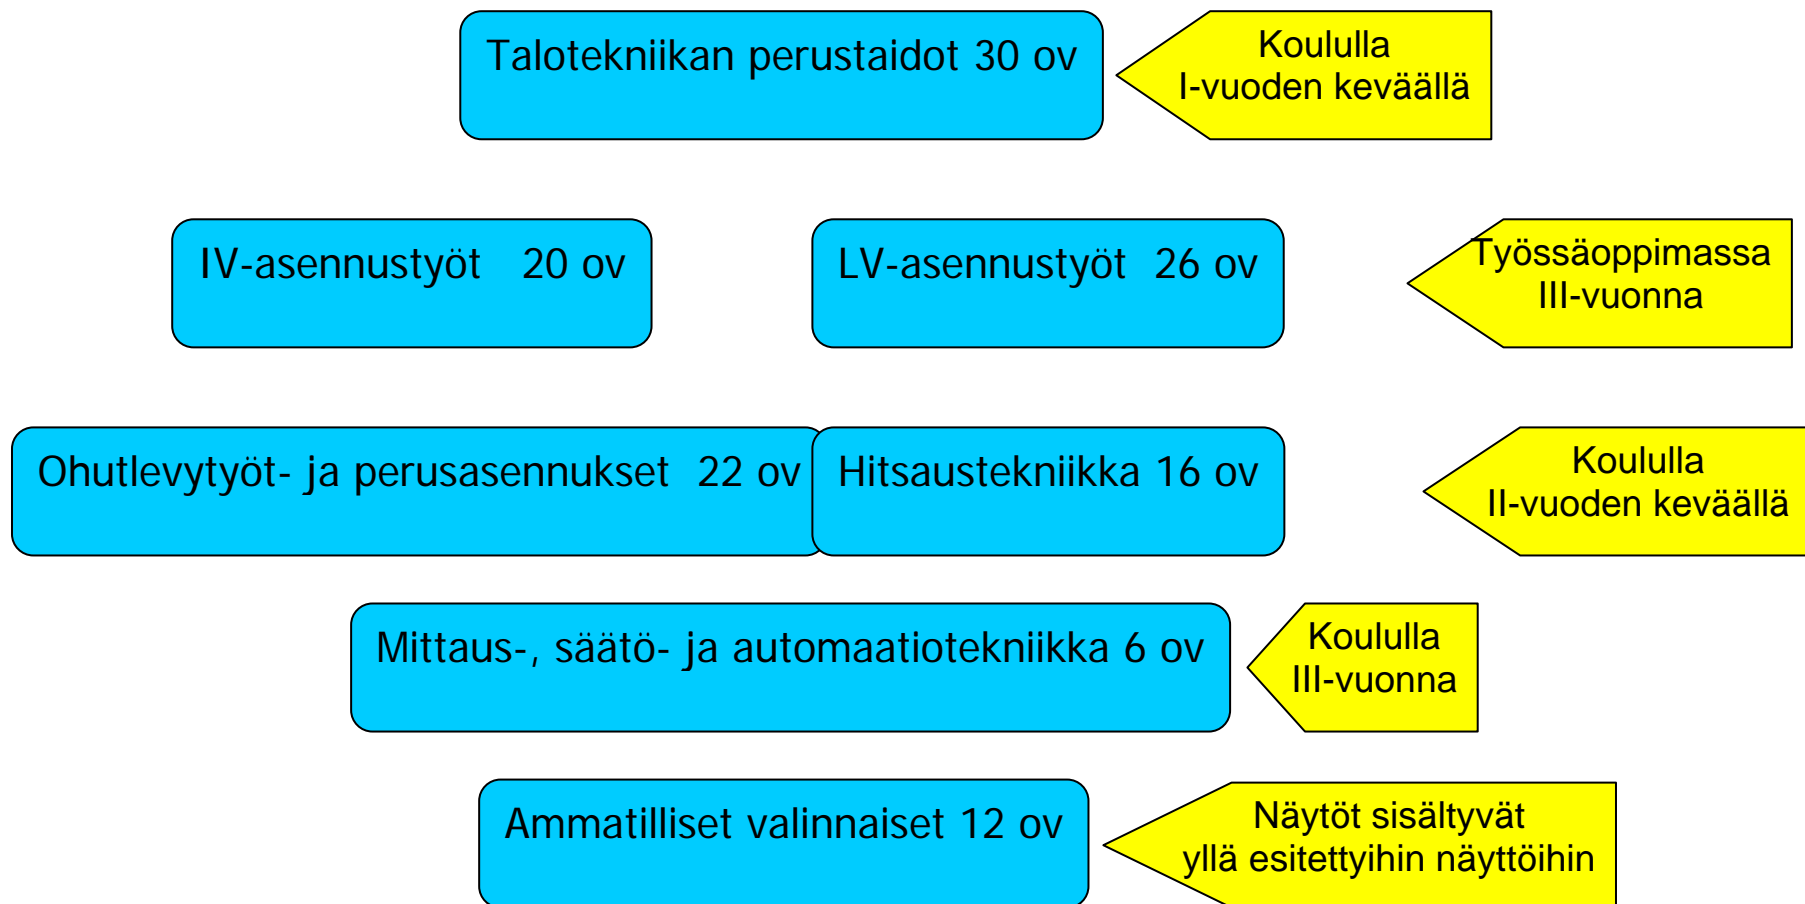 Talotekniikan perustaidot 30 ov
Koululla
I-vuoden keväällä
IV-asennustyöt 20 ov
LV-asennustyöt 26 ov
Työssäoppimassa
III-vuonna
Ohutlevytyöt- ja perusasennukset 22 ov
Hitsaustekniikka 16 ov
Koululla
II-vuoden keväällä
Mittaus-, säätö- ja automaatiotekniikka 6 ov
Koululla
III-vuonna
Ammatilliset valinnaiset 12 ov
Näytöt sisältyvät
yllä esitettyihin näyttöihin